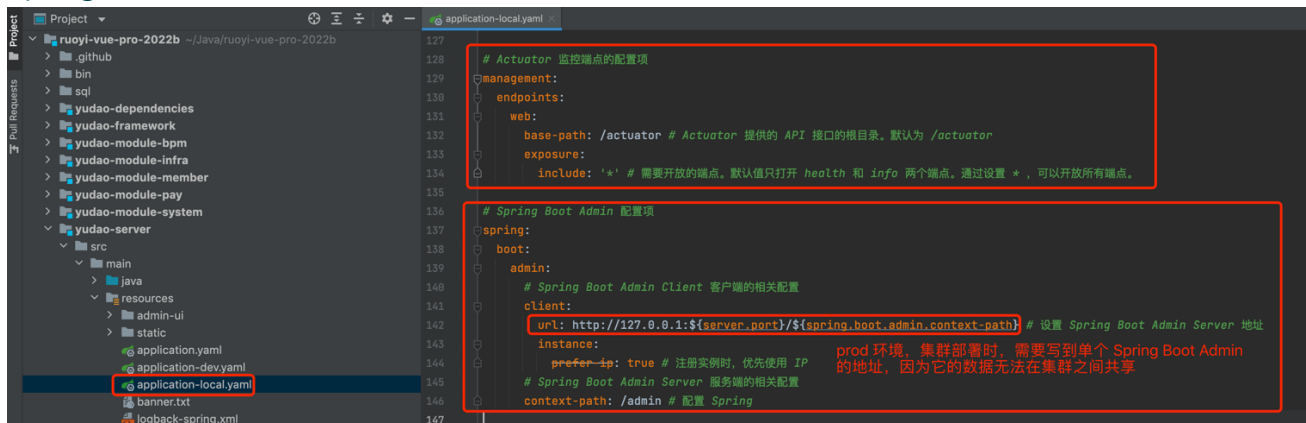 Project
application-local.yaml
Project
Pull Requests
ruoyi-vue-pro-2022b ~/Java/ruoyi-vue-pro-2022b
.github
bin
sql
yudao-dependencies
yudao-framework
yudao-module-bpm
yudao-module-infra
yudao-module-member
yudao-module-pay
yudao-module-system
yudao-server
src
main
java
resources
admin-ui
static
application.yaml
application-dev.yaml
application-local.yaml
banner.txt
logback-spring.xml
127
128 # Actuator 监控端点的配置项
129 management:
130 endpoints:
131 web:
132 base-path: /actuator # Actuator 提供的 API 接口的根目录。默认为 /actuator
133 exposure:
134 include: '*' # 需要开放的端点。默认值只打开 health 和 info 两个端点。通过设置 * ，可以开放所有端点。
135
136 # Spring Boot Admin 配置项
137 spring:
138 boot:
139 admin:
140 # Spring Boot Admin Client 客户端的相关配置
141 client:
142 url: http://127.0.0.1:${server.port}/${spring.boot.admin.context-path} # 设置 Spring Boot Admin Server 地址
143 instance:
144 prefer-ip: true # 注册实例时，优先使用 IP
145 # Spring Boot Admin Server 服务端的相关配置
146 context-path: /admin # 配置 Spring
147
prod 环境，集群部署时，需要写到单个 Spring Boot Admin
的地址，因为它的数据无法在集群之间共享